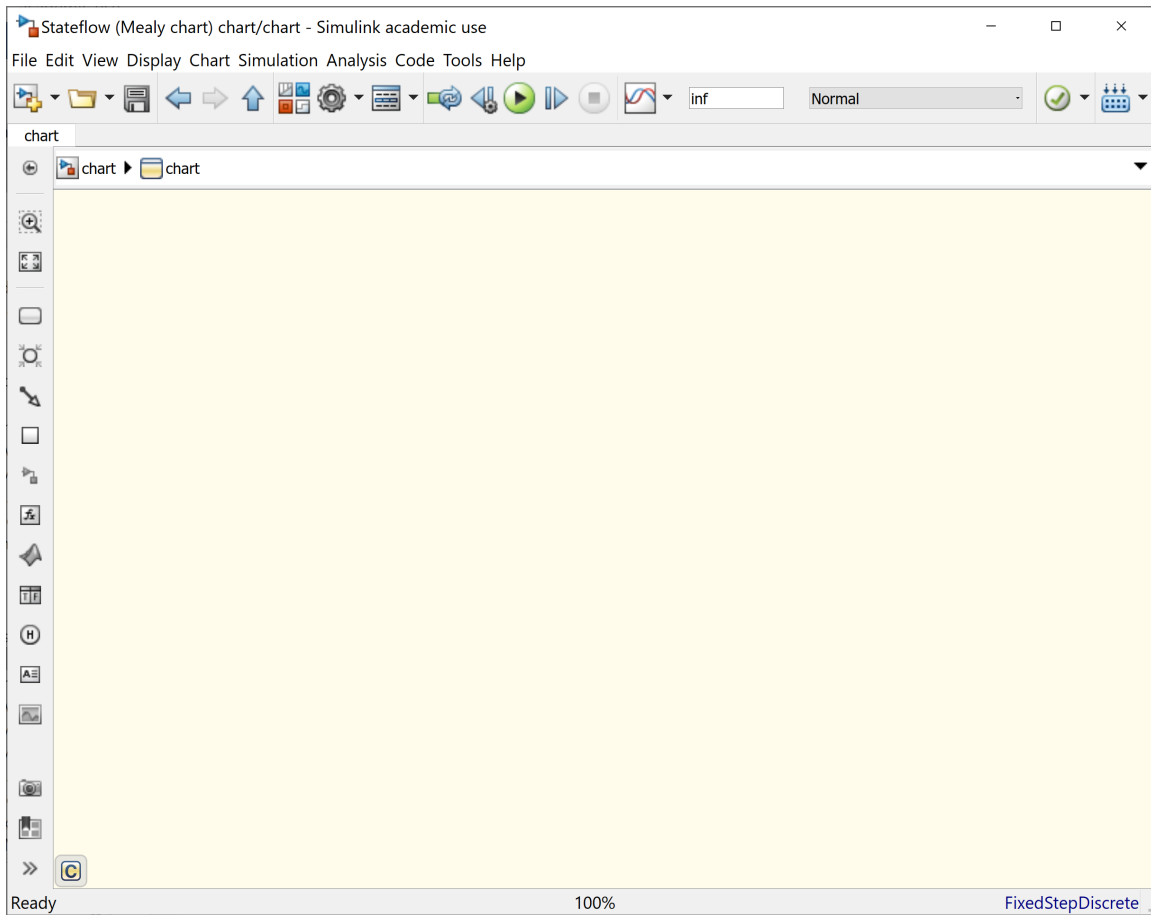 Stateflow (Mealy chart) chart/chart - Simulink academic use
File Edit View Display Chart Simulation Analysis Code Tools Help
inf Normal
chart
chart chart
fx
T F
H
A
C
Ready 100% FixedStepDiscrete